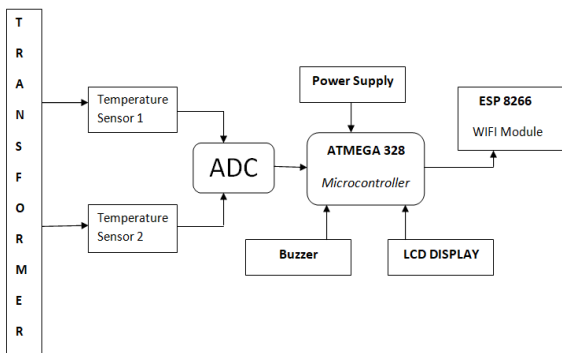 T
R
A
N
S
F
O
R
M
E
R
Temperature
Sensor 1
Temperature
Sensor 2
ADC
Power Supply
ATMEGA 328
Microcontroller
Buzzer
LCD DISPLAY
ESP 8266
WIFI Module